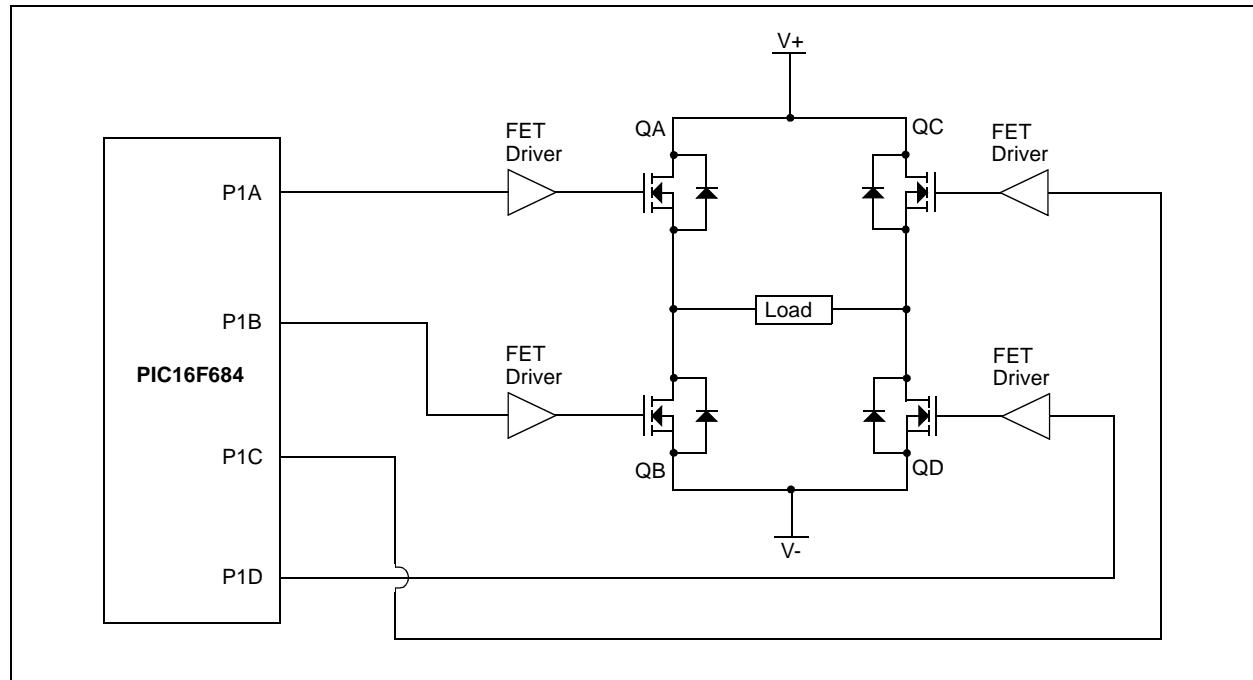 V+
QA
QC
FET
Driver
FET
Driver
P1A
Load
P1B
FET
Driver
FET
Driver
PIC16F684
P1C
QB
QD
V-
P1D